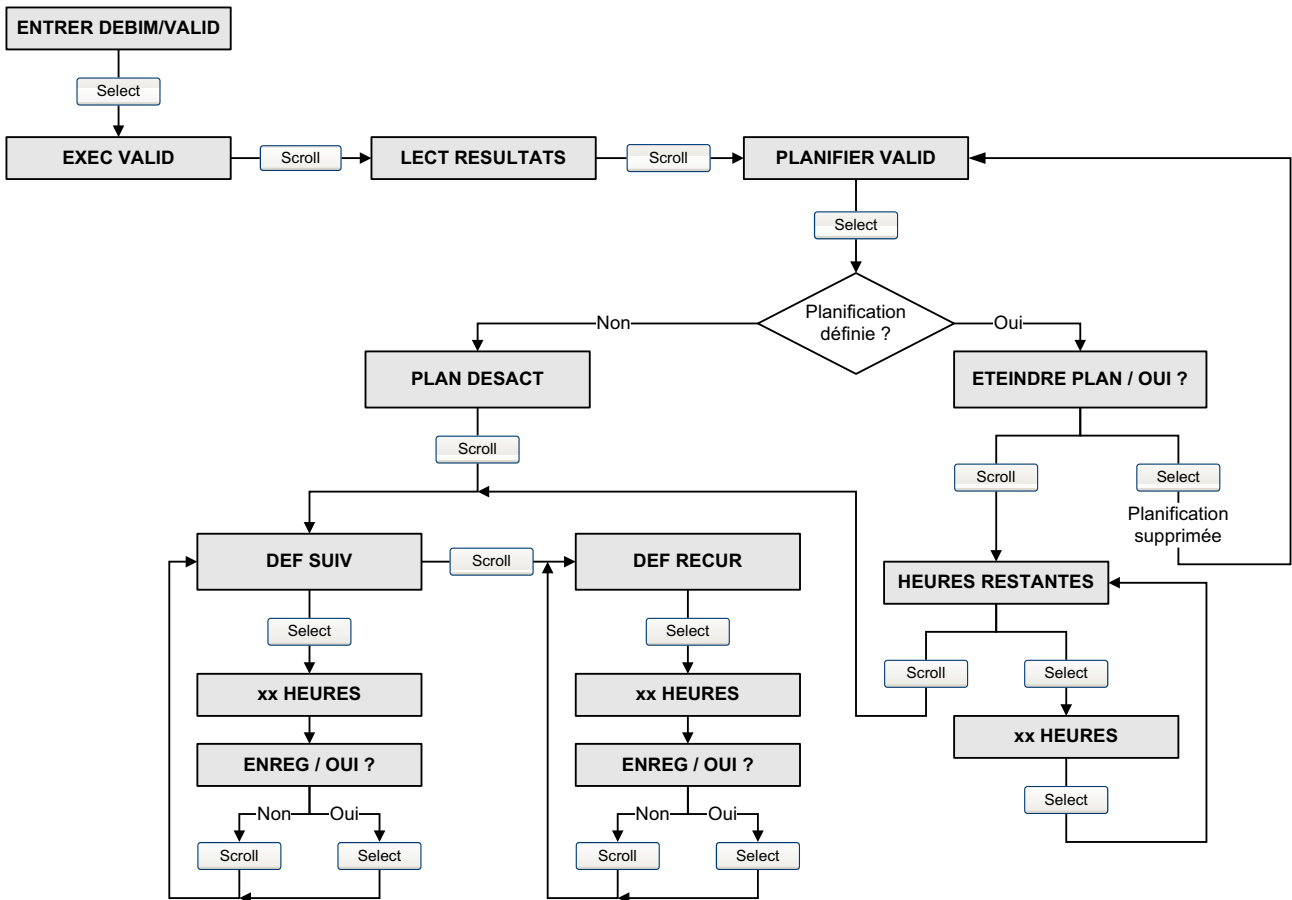 ENTRER DEBIM/VALID
Select
EXEC VALID
Scroll
LECT RESULTATS
Scroll
PLANIFIER VALID
Select
Planification
définie ?
Non
Oui
PLAN DESACT
ETEINDRE PLAN / OUI ?
Scroll
Scroll
Select
Planification
supprimée
DEF SUIV
Scroll
DEF RECUR
HEURES RESTANTES
Select
Select
Scroll
Select
xx HEURES
xx HEURES
xx HEURES
ENREG / OUI ?
ENREG / OUI ?
Select
Non
Oui
Non
Oui
Scroll
Select
Scroll
Select